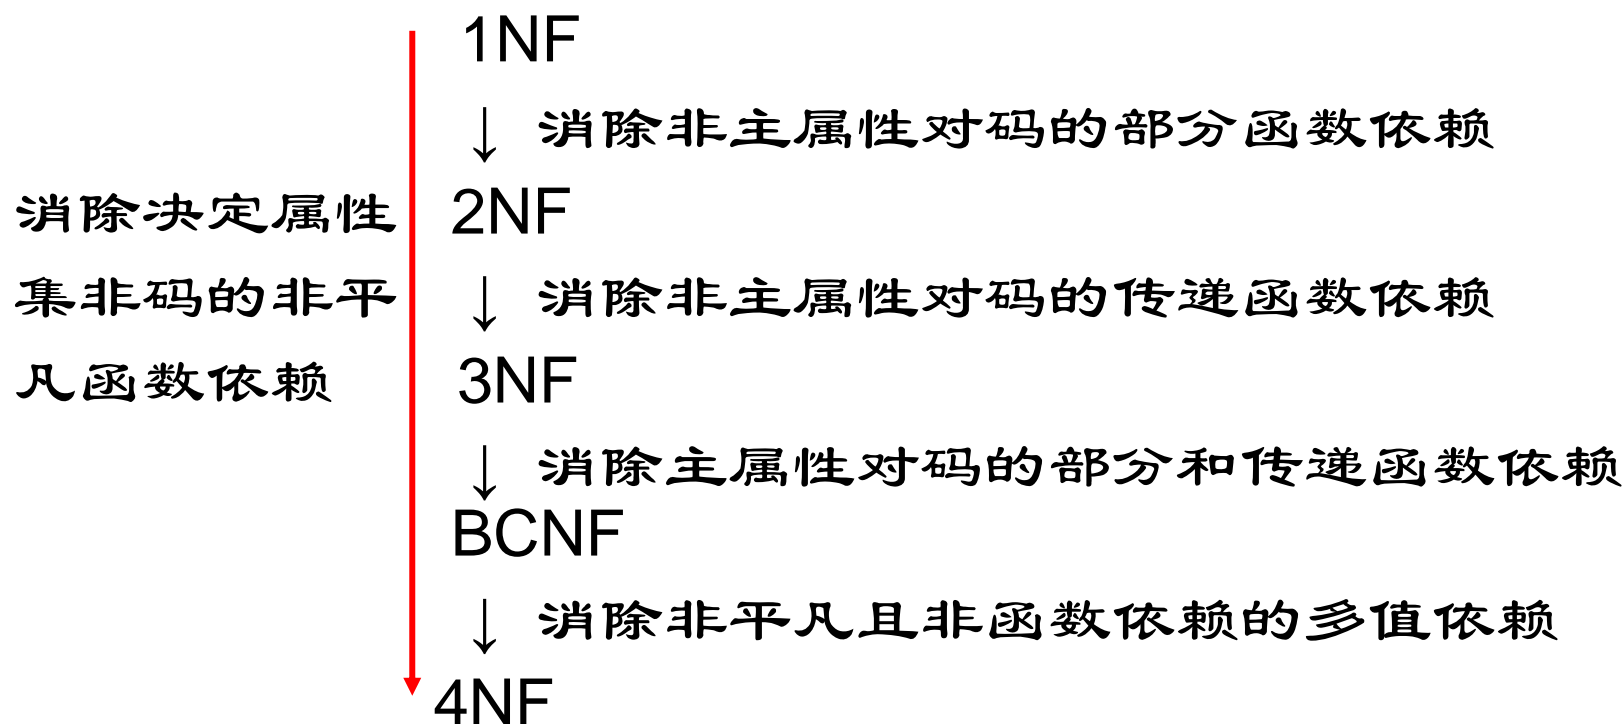 1NF
↓ 消除非主属性对码的部分函数依赖
消除决定属性
2NF
集非码的非平
↓ 消除非主属性对码的传递函数依赖
凡函数依赖
3NF
↓ 消除主属性对码的部分和传递函数依赖
BCNF
↓ 消除非平凡且非函数依赖的多值依赖
4NF